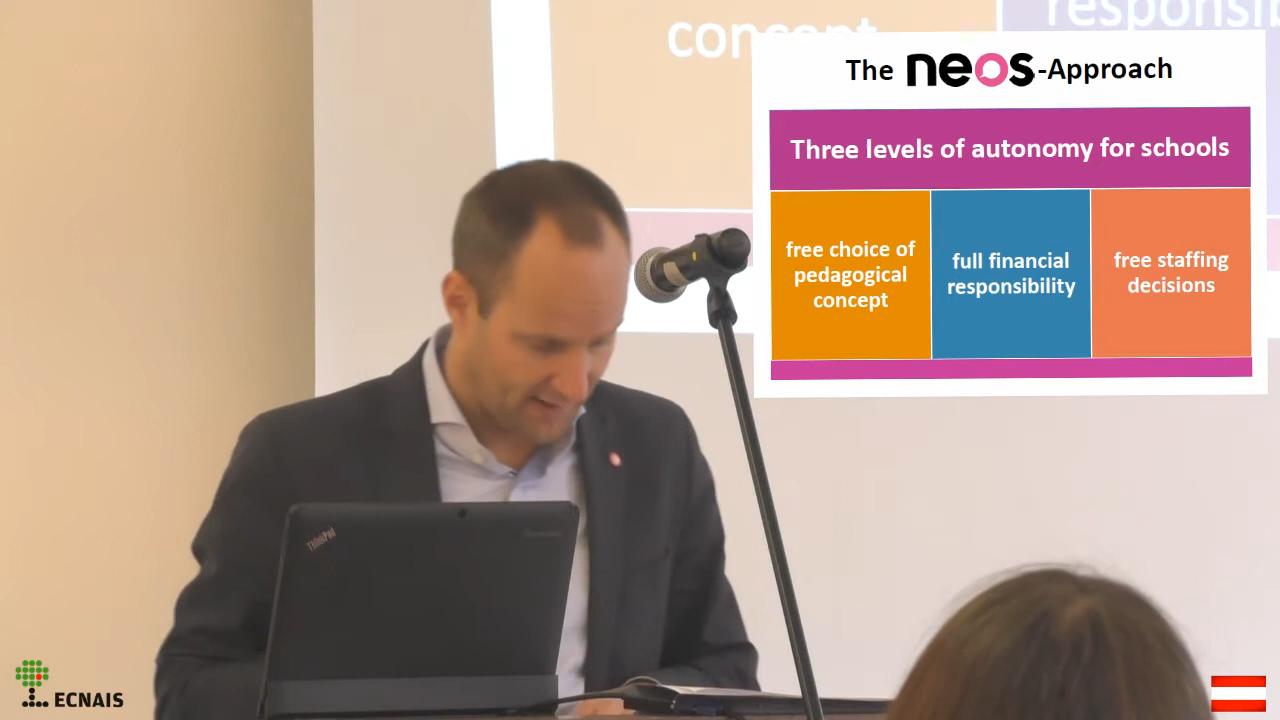 concept
The neos-Approach
Three levels of autonomy for schools
free choice of
pedagogical
concept
full financial
responsibility
free staffing
decisions
ThinkPad
ECNAIS